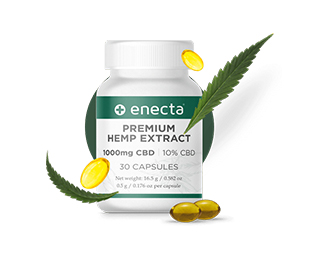 enecta
PREMIUM
HEMP EXTRACT
1000mg CBD | 10% CBD
30 CAPSULES
Net weight: 16.5 g / 0.582 oz
0.5 g / 0.176 oz per capsule